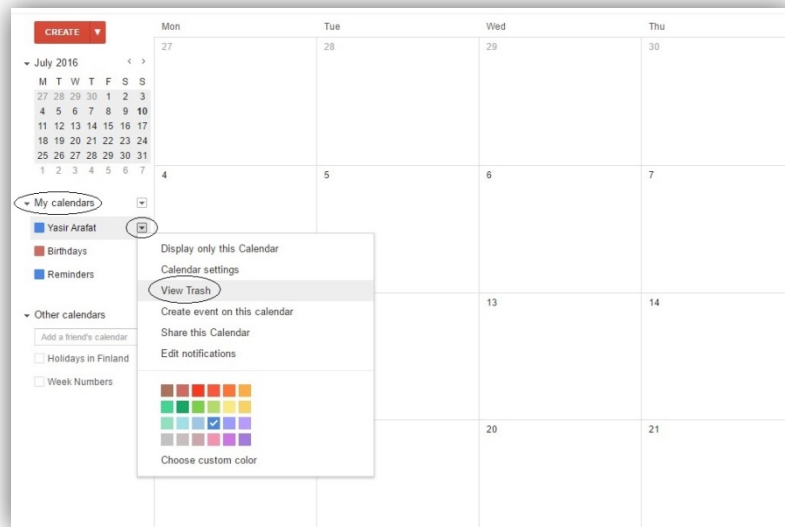 CREATE
July 2016 < >
M T W T F S S
27 28 29 30 1 2 3
4 5 6 7 8 9 10
11 12 13 14 15 16 17
18 19 20 21 22 23 24
25 26 27 28 29 30 31
1 2 3 4 5 6 7
My calendars
Yasir Arafat
Birthdays
Reminders
Other calendars
Add a friend's calendar
Holidays in Finland
Week Numbers
Mon Tue Wed Thu
27 28 29 30
4 5 6 7
13 14
20 21
Display only this Calendar
Calendar settings
View Trash
Create event on this calendar
Share this Calendar
Edit notifications
Choose custom color